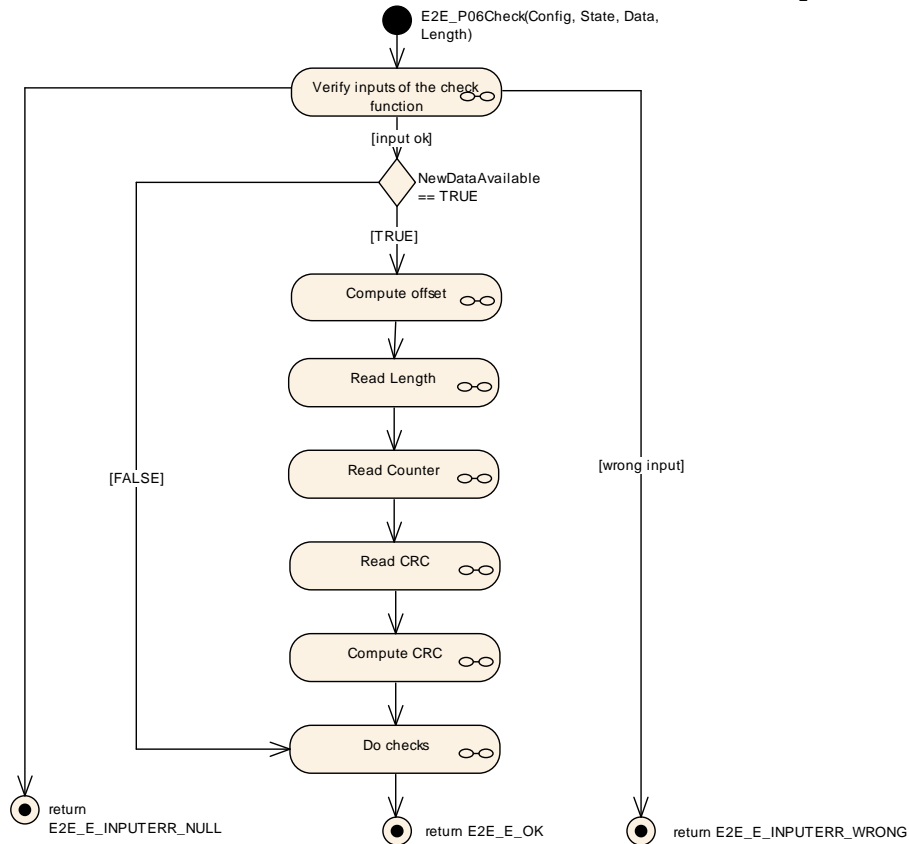 E2E_P06Check(Config, State, Data,
Length)
Verify inputs of the check
function
[input ok]
NewDataAvailable
== TRUE
[TRUE]
Compute offset
Read Length
Read Counter
[FALSE]
[wrong input]
Read CRC
Compute CRC
Do checks
return
E2E_E_INPUTERR_NULL
return E2E_E_OK
return E2E_E_INPUTERR_WRONG